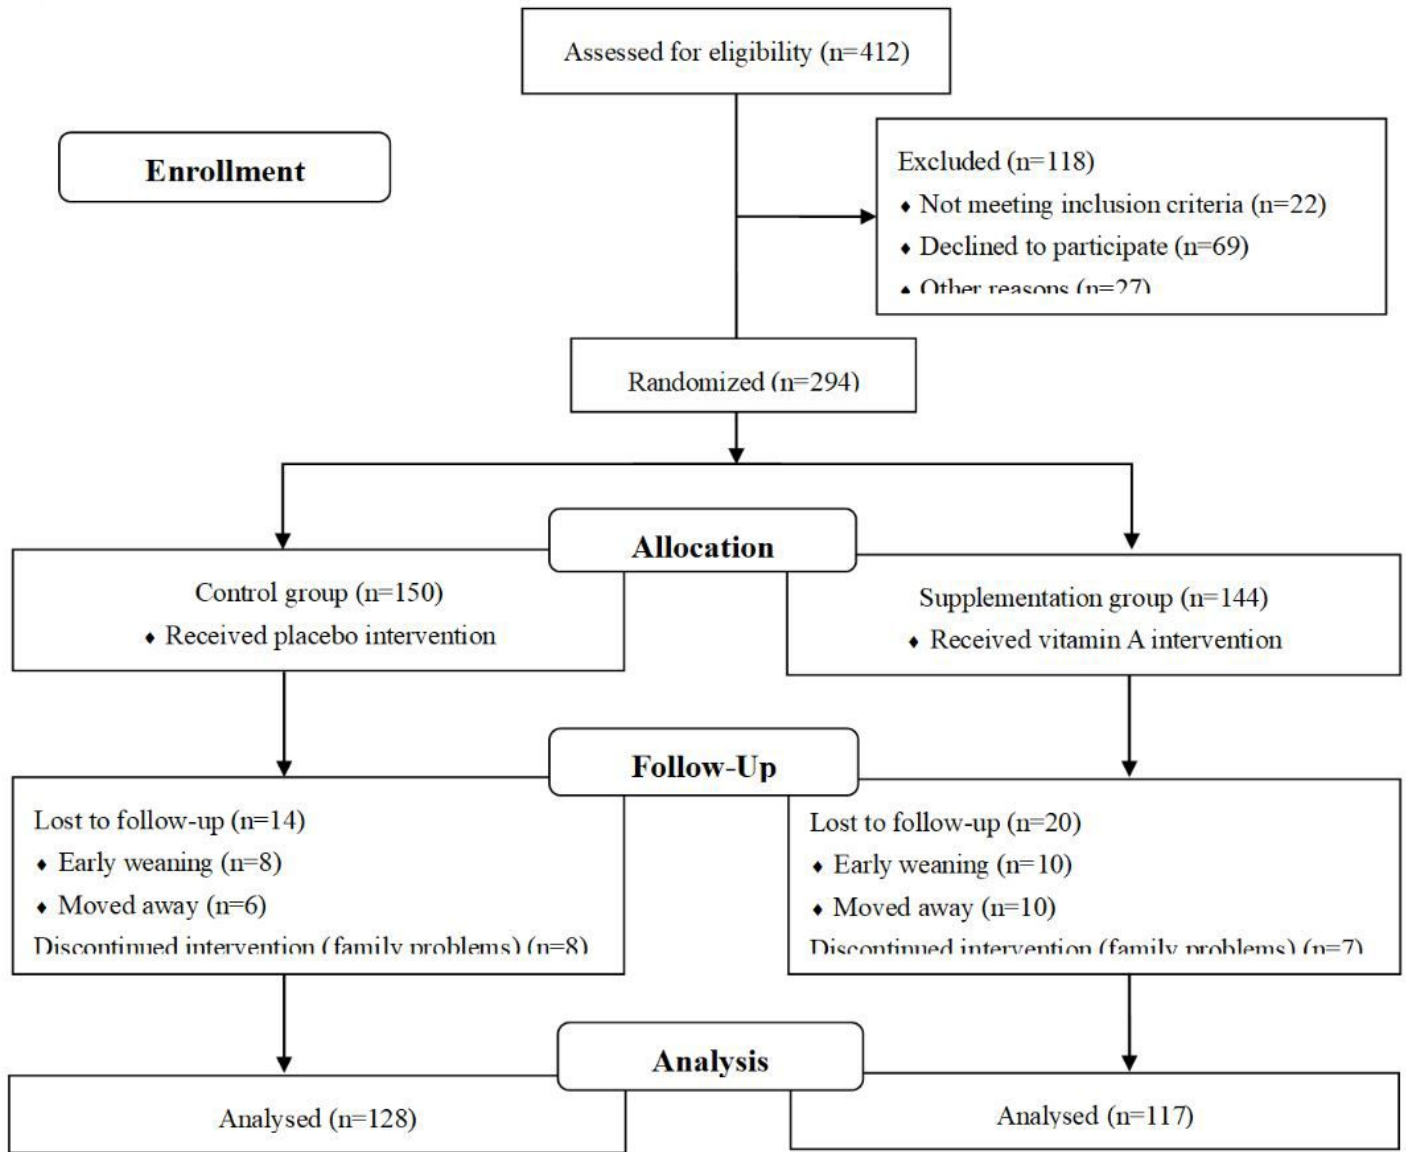 Assessed for eligibility (n=412)
Enrollment
Excluded (n=118)
♦ Not meeting inclusion criteria (n=22)
♦ Declined to participate (n=69)
♦ Other reasons (n=27)
Randomized (n=294)
Allocation
Control group (n=150)
♦ Received placebo intervention
Supplementation group (n=144)
♦ Received vitamin A intervention
Follow-Up
Lost to follow-up (n=14)
♦ Early weaning (n=8)
♦ Moved away (n=6)
Discontinued intervention (family problems) (n=8)
Lost to follow-up (n=20)
♦ Early weaning (n=10)
♦ Moved away (n=10)
Discontinued intervention (family problems) (n=7)
Analysis
Analysed (n=128)
Analysed (n=117)